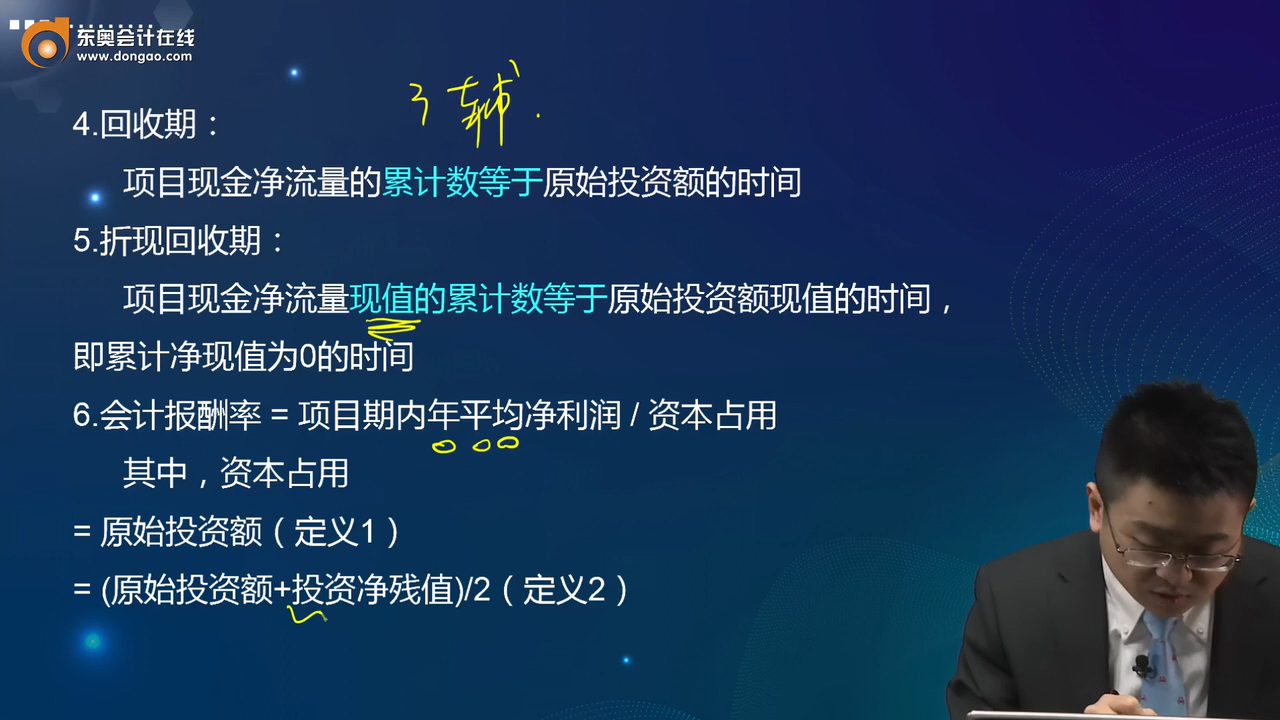 东奥会计在线
www.dongao.com
3辅.
4.回收期：
项目现金净流量的累计数等于原始投资额的时间
5.折现回收期：
项目现金净流量现值的累计数等于原始投资额现值的时间，
即累计净现值为0的时间
6.会计报酬率 = 项目期内年平均净利润 / 资本占用
其中，资本占用
= 原始投资额（定义1）
= (原始投资额+投资净残值)/2（定义2）